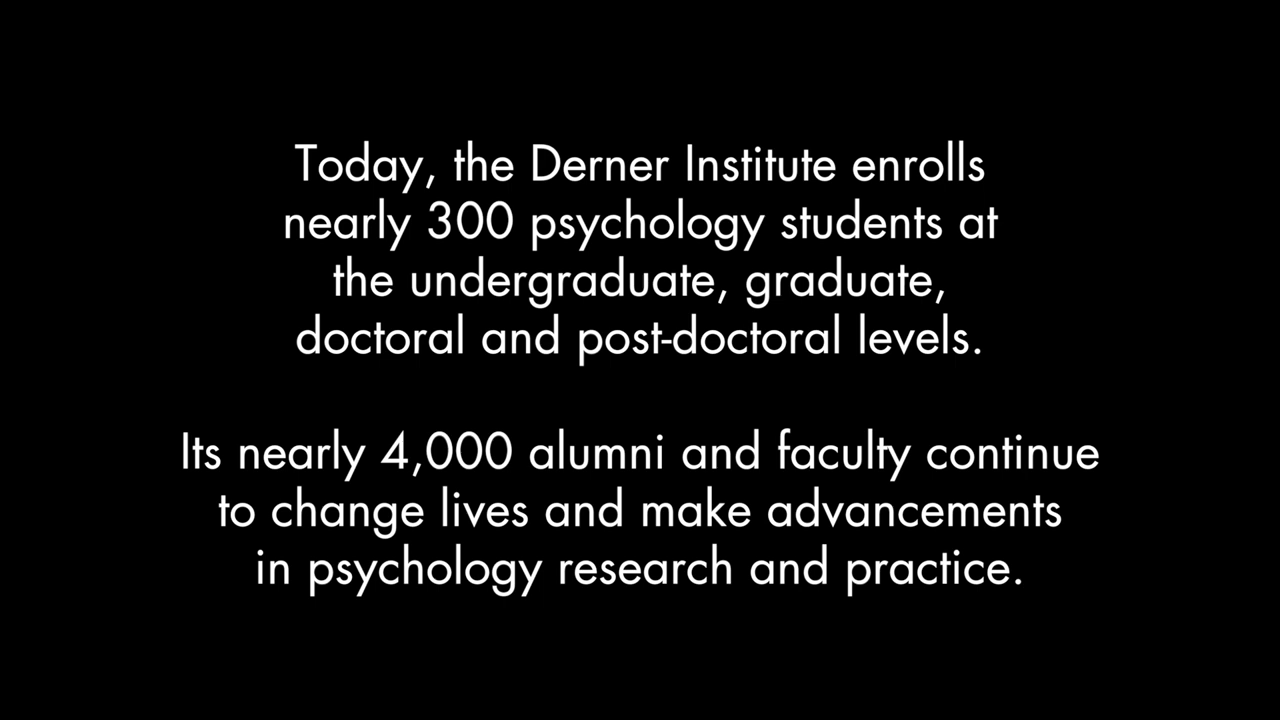 Today, the Derner Institute enrolls
nearly 300 psychology students at
the undergraduate, graduate,
doctoral and post-doctoral levels.
Its nearly 4,000 alumni and faculty continue
to change lives and make advancements
in psychology research and practice.